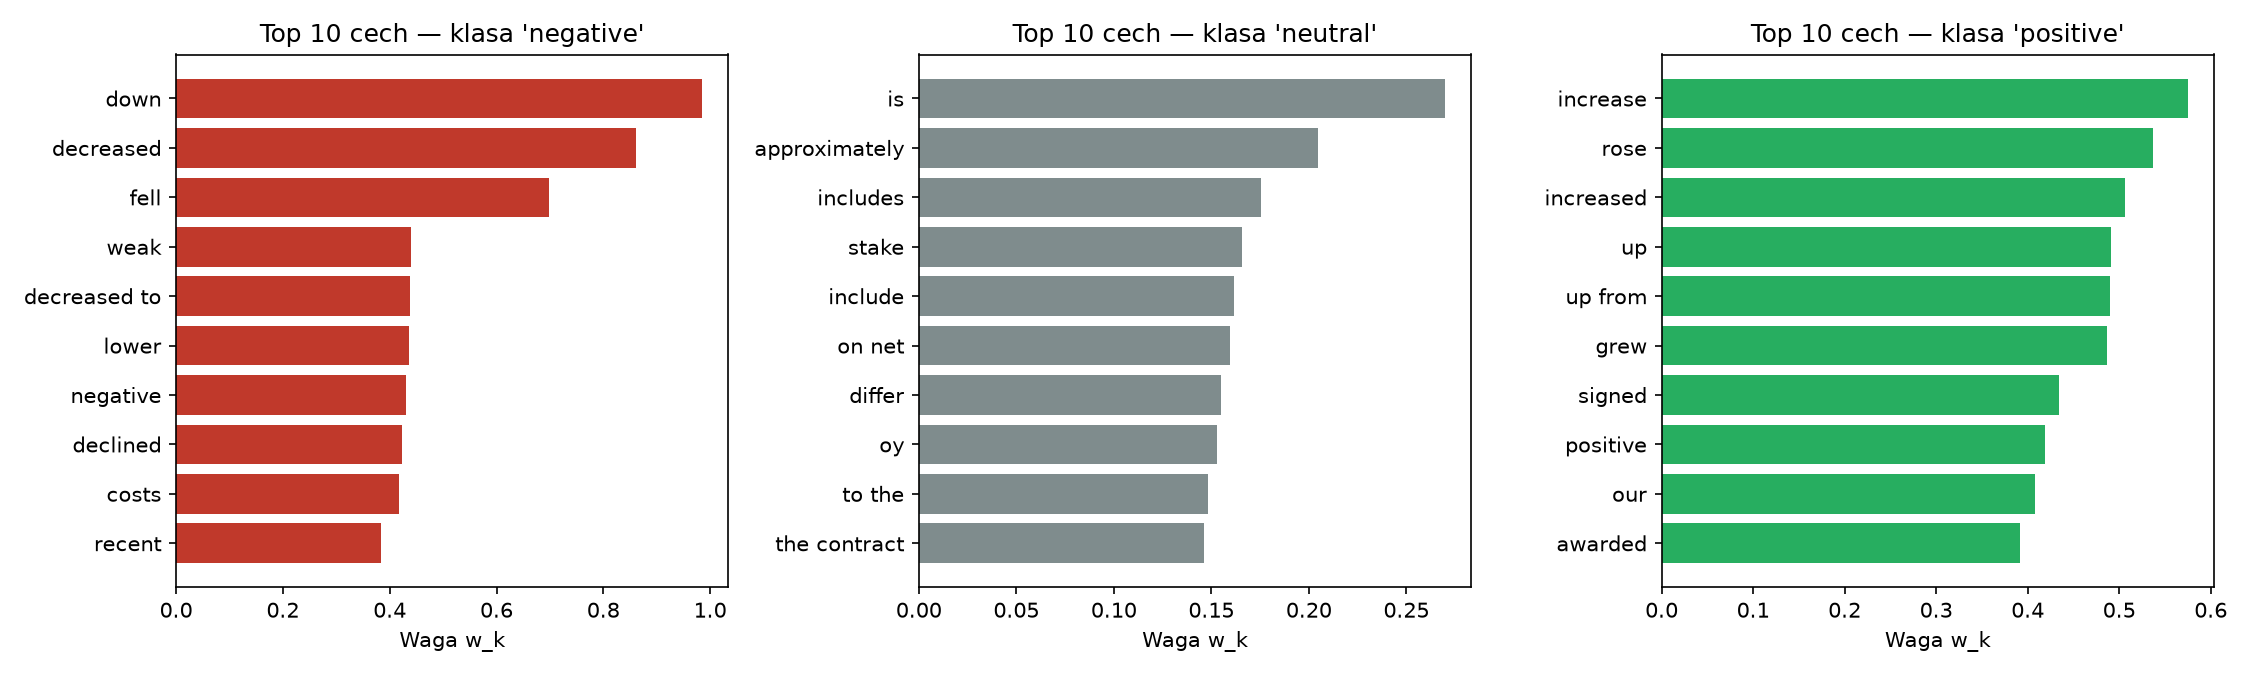 Top 10 cech — klasa 'negative'
down
decreased
fell
weak
decreased to
lower
negative
declined
costs
recent
0.0 0.2 0.4 0.6 0.8 1.0
Waga w_k
Top 10 cech — klasa 'neutral'
is
approximately
includes
stake
include
on net
differ
oy
to the
the contract
0.00 0.05 0.10 0.15 0.20 0.25
Waga w_k
Top 10 cech — klasa 'positive'
increase
rose
increased
up
up from
grew
signed
positive
our
awarded
0.0 0.1 0.2 0.3 0.4 0.5 0.6
Waga w_k